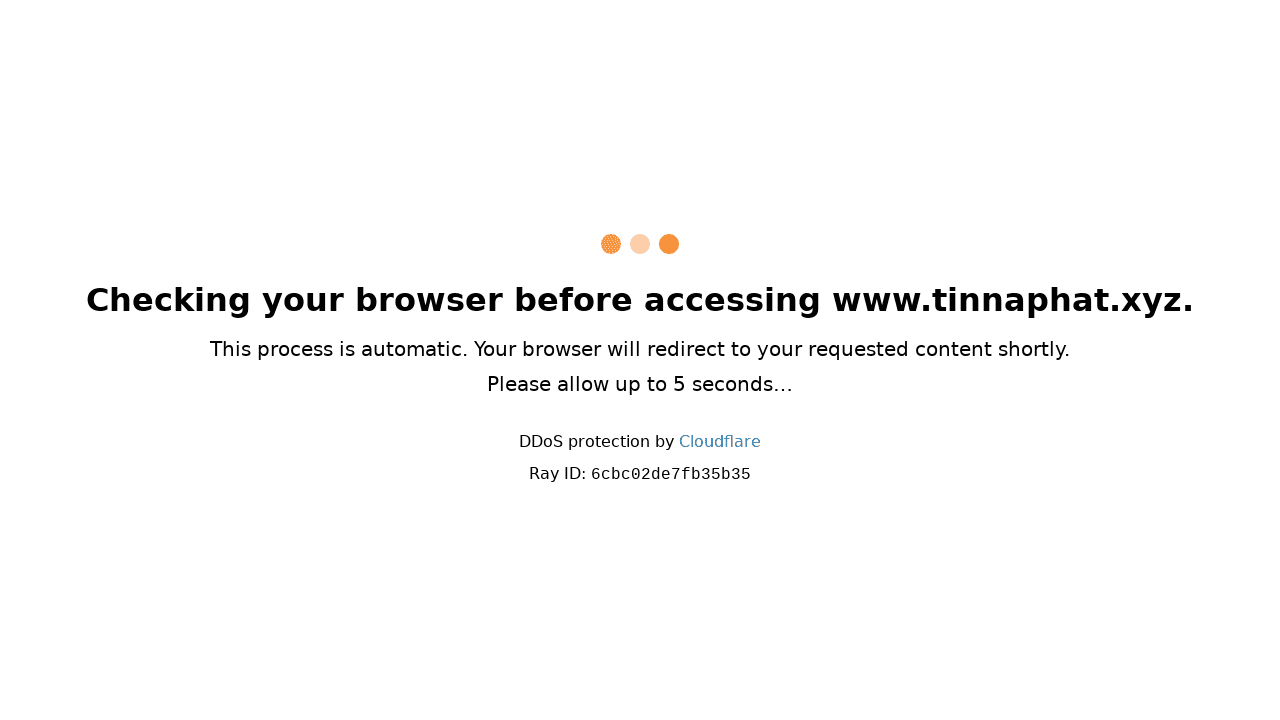 Checking your browser before accessing www.tinnaphat.xyz.
This process is automatic. Your browser will redirect to your requested content shortly.
Please allow up to 5 seconds…
DDoS protection by Cloudflare
Ray ID: 6cbc02de7fb35b35